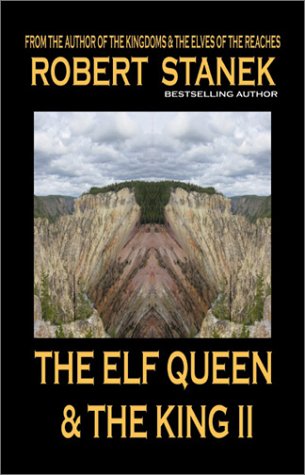 FROM THE AUTHOR OF THE KINGDOMS & THE ELVES OF THE REACHES
ROBERT STANEK
BESTSELLING AUTHOR
THE ELF QUEEN
& THE KING II